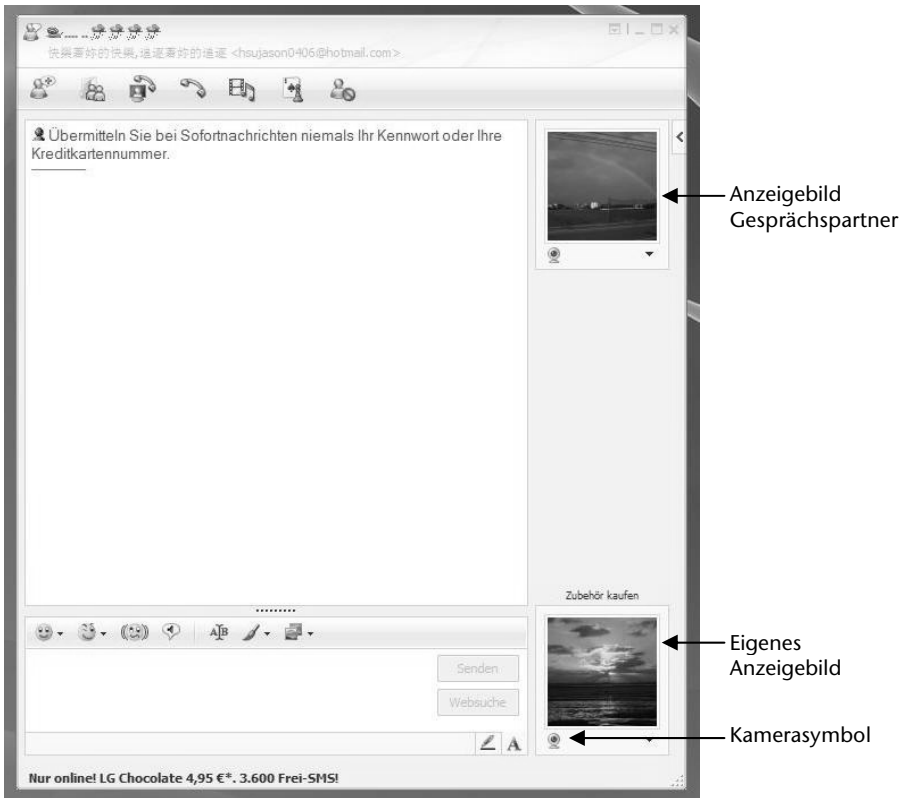 快樂著妳的快樂,追逐著妳的追逐 <hsujason0406@hotmail.com>
Übermitteln Sie bei Sofortnachrichten niemals Ihr Kennwort oder Ihre
Kreditkartennummer.
Anzeigebild
Gesprächspartner
Zubehör kaufen
Eigenes
Anzeigebild
Senden
Websuche
Kamerasymbol
Nur online! LG Chocolate 4,95 €*. 3.600 Frei-SMS!